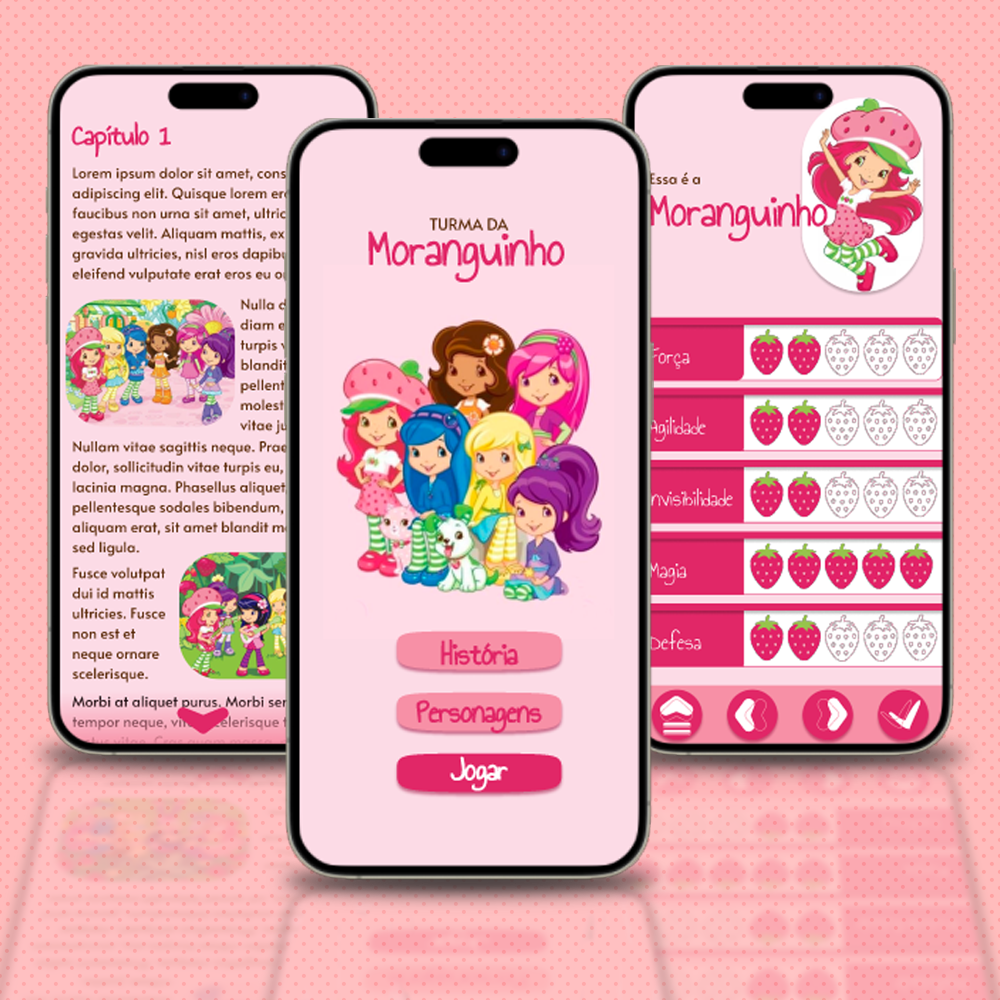 Capítulo 1
Lorem ipsum dolor sit amet, cons
adipiscing elit. Quisque lorem er
faucibus non urna sit amet, ultric
egestas velit. Aliquam mattis, ex
gravida ultricies, nisl eros dapibu
eleifend vulputate erat eros eu o
Nulla d
diam e
turpis v
blandit
pellent
molest
vitae ju
Nullam vitae sagittis neque. Prae
dolor, sollicitudin vitae turpis eu,
lacinia magna. Phasellus aliquet
pellentesque sodales bibendum,
aliquam erat, sit amet blandit m
sed ligula.
Fusce volutpat
dui id mattis
ultricies. Fusce
non est et
neque ornare
scelerisque.
Morbi at aliquet purus. Morbi sem
tempor neque, scelerisque
TURMA DA
Moranguinho
História
Personagens
Jogar
Essa é a
Moranguinho
Força
Agilidade
Invisibilidade
Magia
Defesa